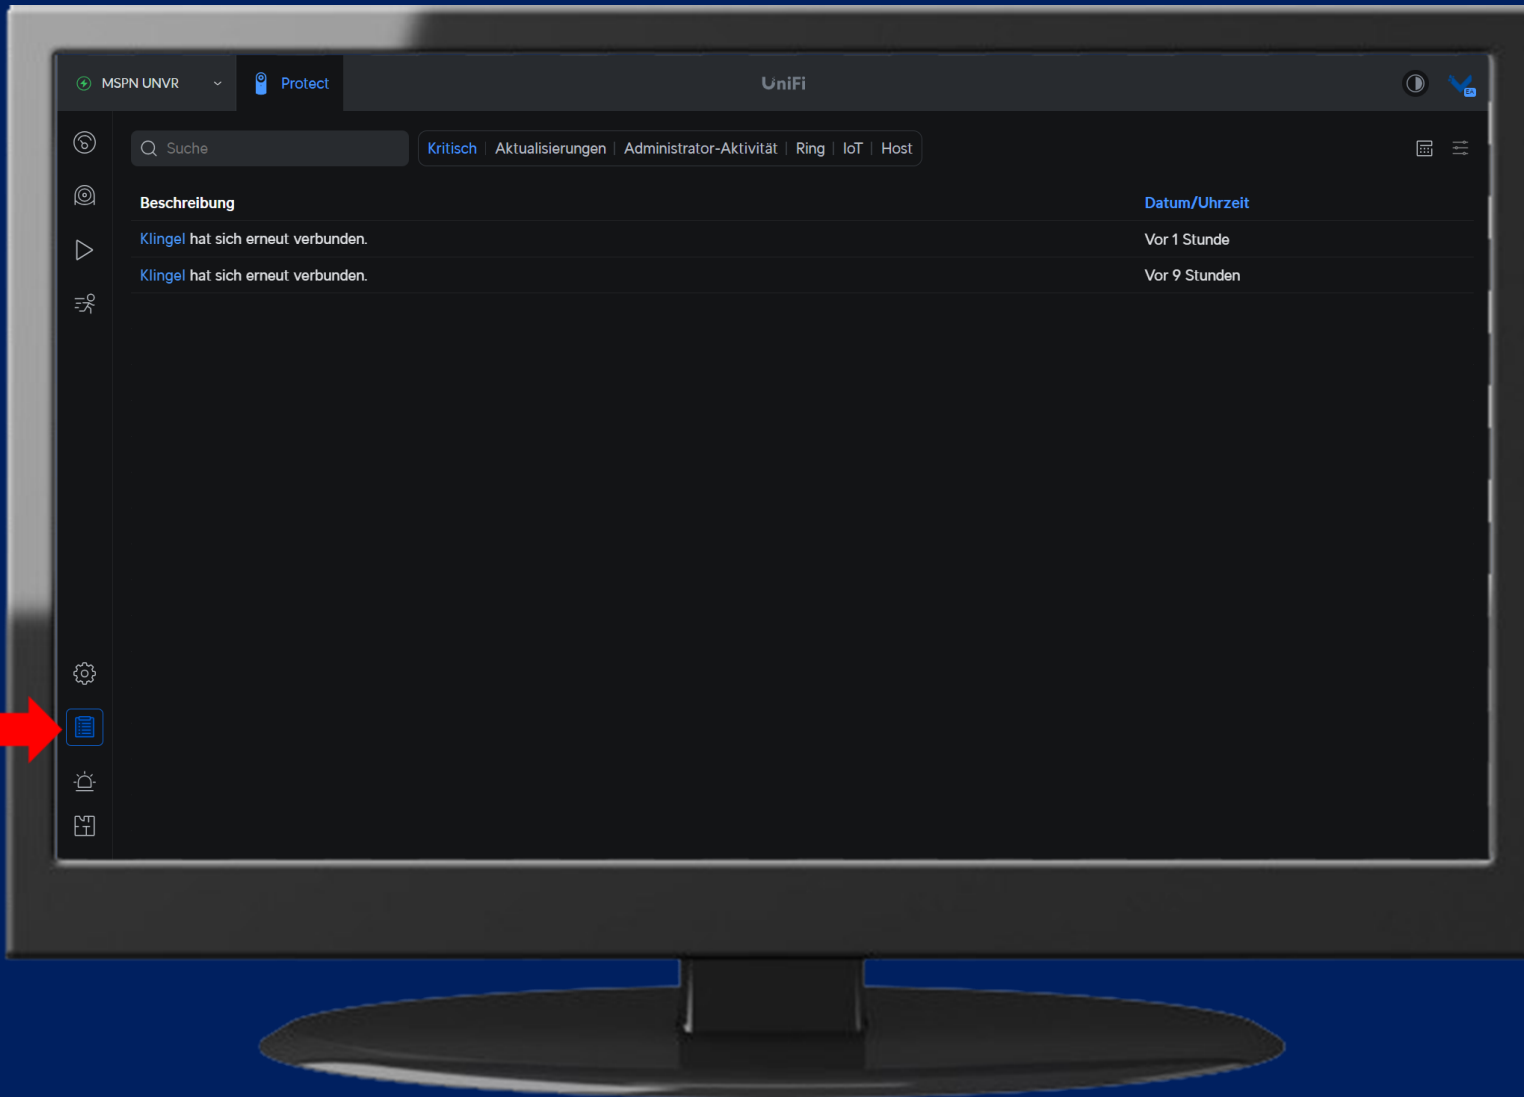 MSPN UNVR
Protect
UniFi
EA
Suche
Kritisch | Aktualisierungen | Administrator-Aktivität | Ring | IoT | Host
Beschreibung Datum/Uhrzeit
Klingel hat sich erneut verbunden. Vor 1 Stunde
Klingel hat sich erneut verbunden. Vor 9 Stunden